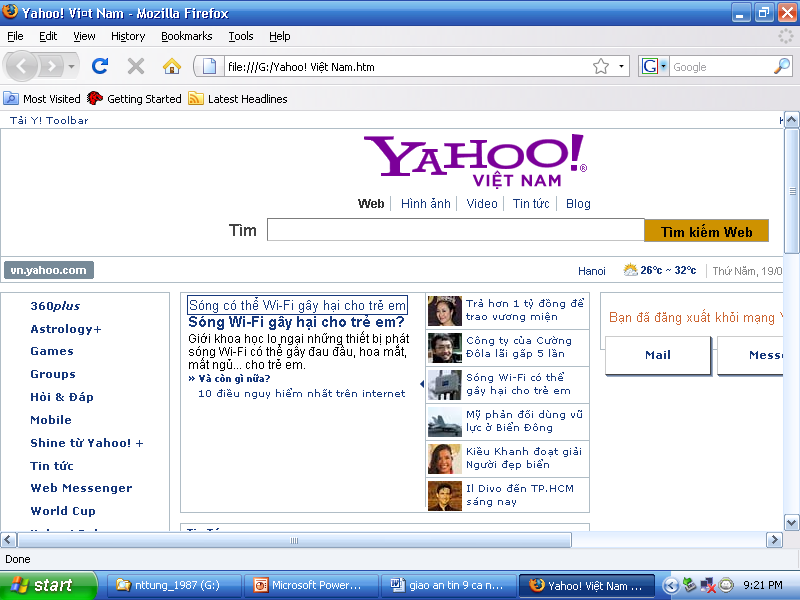 Yahoo! Vi¤t Nam - Mozilla Firefox
File Edit View History Bookmarks Tools Help
file:///G:/Yahoo! Việt Nam.htm
G Google
Most Visited Getting Started Latest Headlines
Tải Y! Toolbar
YAHOO!®
VIỆT NAM
Web Hình ảnh Video Tin tức Blog
Tìm Tìm kiếm Web
vn.yahoo.com Hanoi 26°c ~ 32°c Thứ Năm, 19/0
360plus
Astrology+
Games
Groups
Hỏi & Đáp
Mobile
Shine từ Yahoo! +
Tin tức
Web Messenger
World Cup
Sóng có thể Wi-Fi gây hại cho trẻ em
Sóng Wi-Fi gây hại cho trẻ em?
Giới khoa học lo ngại những thiết bị phát
sóng Wi-Fi có thể gây đau đầu, hoa mắt,
mất ngủ... cho trẻ em.
» Và còn gì nữa?
10 điều nguy hiểm nhất trên internet
Trả hơn 1 tỷ đồng để
trao vương miện
Công ty của Cường
Đôla lãi gấp 5 lần
Sóng Wi-Fi có thể
gây hại cho trẻ em
Mỹ phản đối dùng vũ
lực ở Biển Đông
Kiều Khanh đoạt giải
Người đẹp biển
Il Divo đến TP.HCM
sáng nay
Bạn đã đăng xuất khỏi mạng Y
Mail Mess
Done
start nttung_1987 (G:) Microsoft Power... giao an tin 9 ca n... Yahoo! Việt Nam ... 9:21 PM